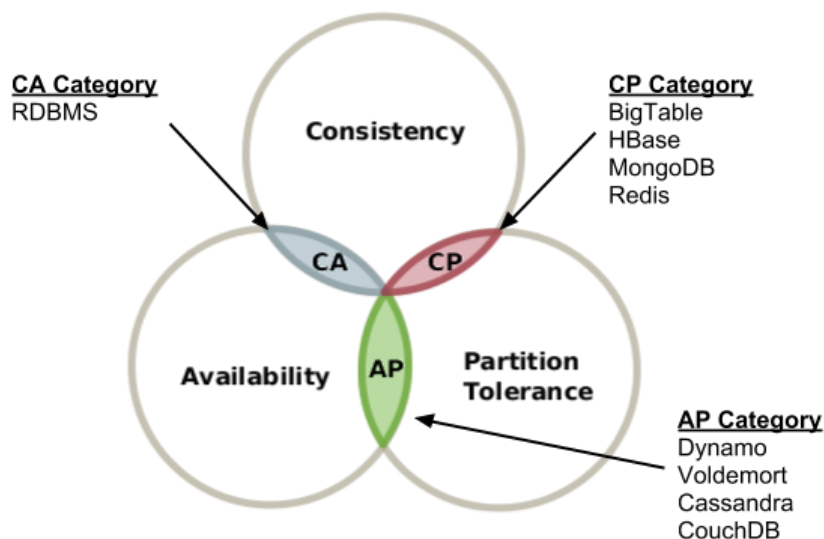 CA Category
RDBMS
CP Category
BigTable
HBase
MongoDB
Redis
Consistency
CA
CP
Availability
AP
Partition
Tolerance
AP Category
Dynamo
Voldemort
Cassandra
CouchDB